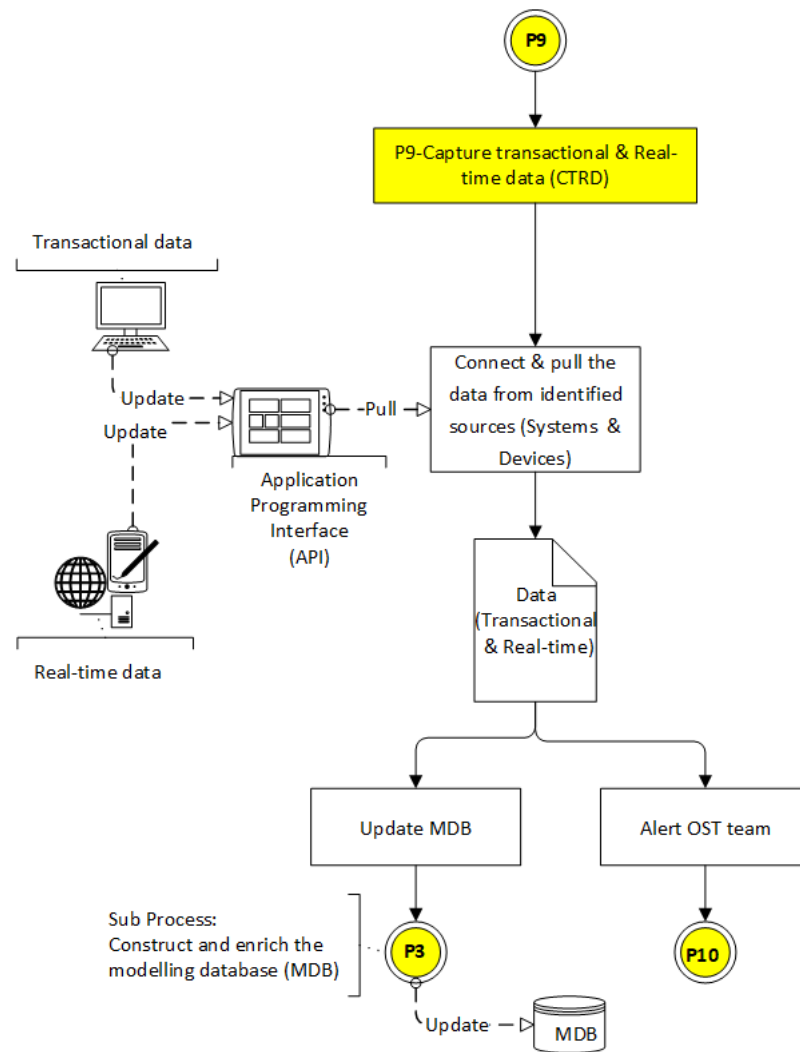 P9
P9-Capture transactional & Real-
time data (CTRD)
Transactional data
Connect & pull the
data from identified
sources (Systems &
Devices)
Update
Update
Pull
Application
Programming
Interface
(API)
Data
(Transactional
& Real-time)
Real-time data
Update MDB
Alert OST team
Sub Process:
Construct and enrich the
modelling database (MDB)
P3
P10
Update
MDB